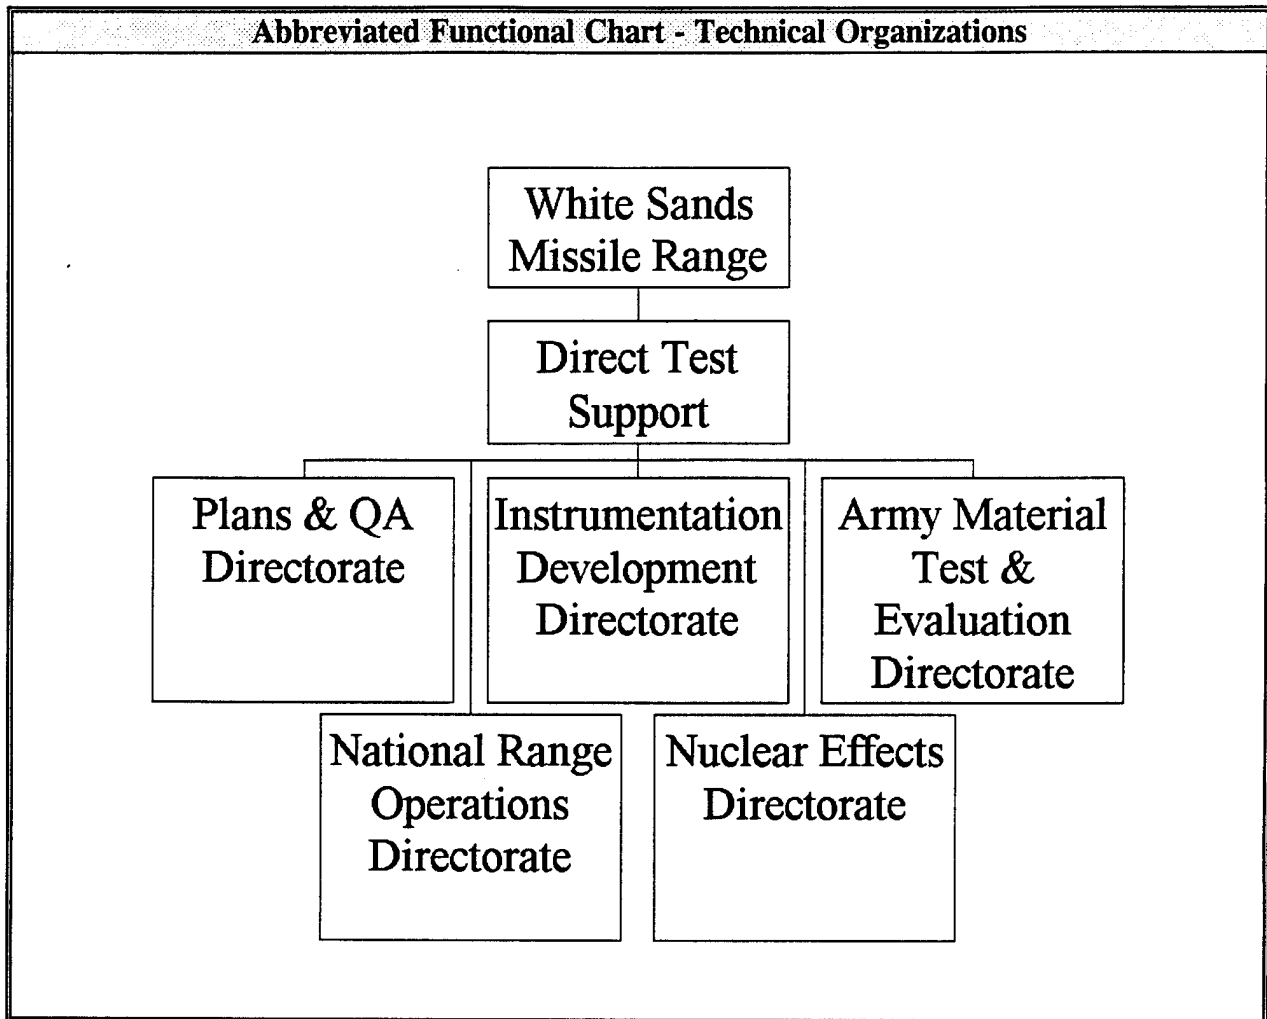 Abbreviated Functional Chart - Technical Organizations
White Sands
Missile Range
Direct Test
Support
Plans & QA
Directorate
Instrumentation
Development
Directorate
Army Material
Test &
Evaluation
Directorate
National Range
Operations
Directorate
Nuclear Effects
Directorate